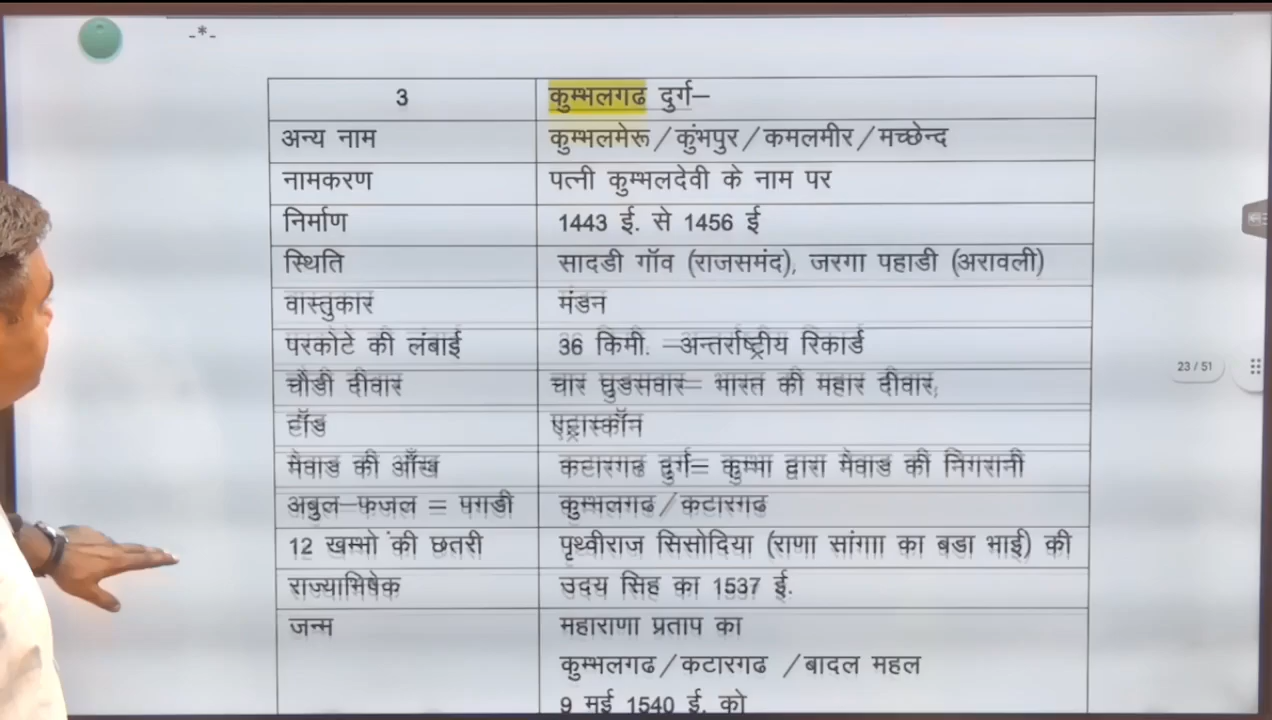 -*-
3 कुम्भलगढ दुर्ग–
अन्य नाम कुम्भलमेरू/कुंभपुर/कमलमीर/मच्छेन्द
नामकरण पत्नी कुम्भलदेवी के नाम पर
निर्माण 1443 ई. से 1456 ई
स्थिति सादडी गॉव (राजसमंद), जरगा पहाडी (अरावली)
वास्तुकार मंडन
परकोटे की लंबाई 36 किमी. –अन्तर्राष्ट्रीय रिकार्ड
चौडी दीवार चार घुडसवार– भारत की महार दीवार,
टॉड एट्रास्कॉन
मेवाड की ऑंख कटारगढ दुर्ग– कुम्भा द्वारा मेवाड की निगरानी
अबुल–फजल = पगडी कुम्भलगढ/कटारगढ
12 खम्भो की छतरी पृथ्वीराज सिसोदिया (राणा सांगाा का बडा भाई) की
राज्याभिषेक उदय सिंह का 1537 ई.
जन्म महाराणा प्रताप का
कुम्भलगढ/कटारगढ /बादल महल
9 मई 1540 ई. को
23 / 51